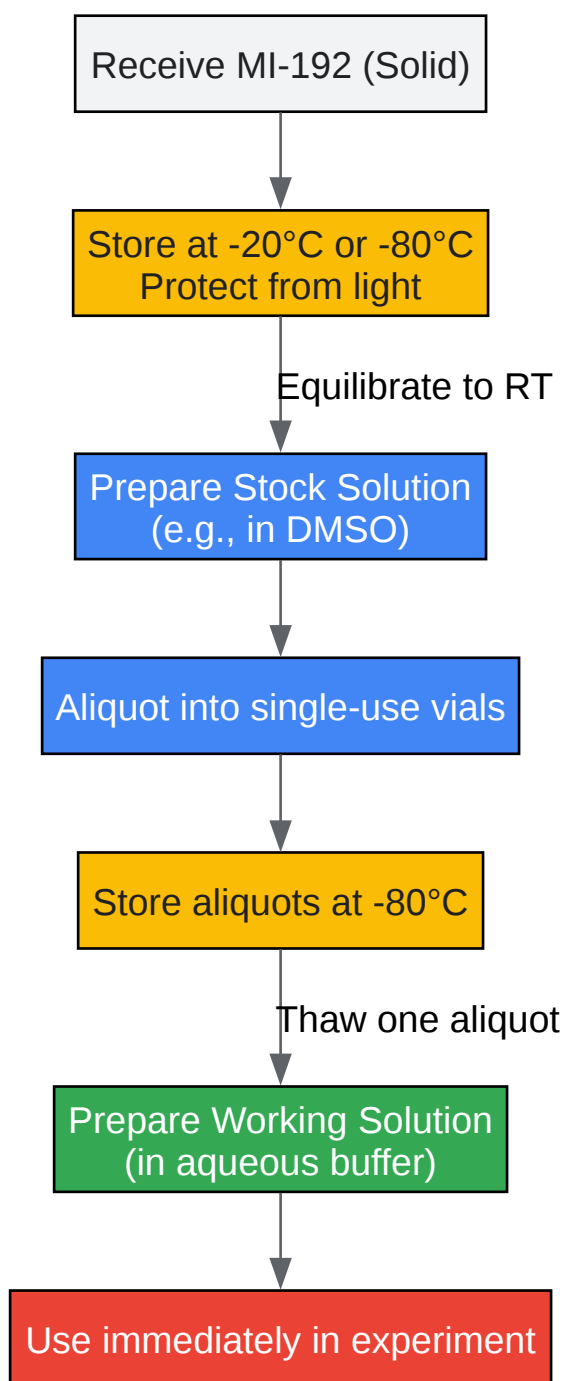 Receive MI-192 (Solid)
Store at -20°C or -80°C
Protect from light
Equilibrate to RT
Prepare Stock Solution
(e.g., in DMSO)
Aliquot into single-use vials
Store aliquots at -80°C
Thaw one aliquot
Prepare Working Solution
(in aqueous buffer)
Use immediately in experiment